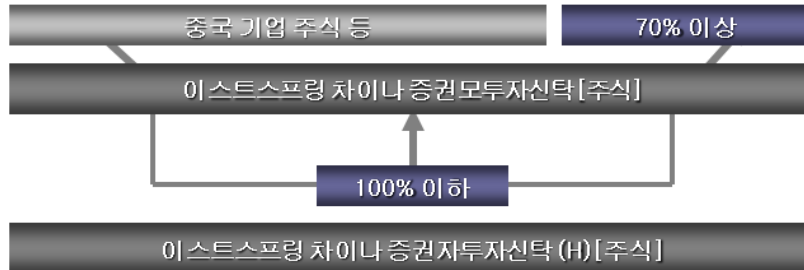 중국 기업 주식 등
70% 이상
이스트스프링 차이나 증권모투자신탁[주식]
100% 이하
이스트스프링 차이나 증권자투자신탁(H)[주식]